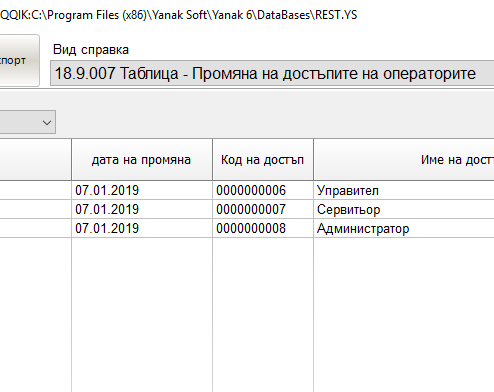 QQIK:C:\Program Files (x86)\Yanak Soft\Yanak 6\DataBases\REST.YS
Вид справка
18.9.007 Таблица - Промяна на достъпите на операторите
дата на промяна Код на достъп Име на
07.01.2019 0000000006 Управител
07.01.2019 0000000007 Сервитьор
07.01.2019 0000000008 Администратор